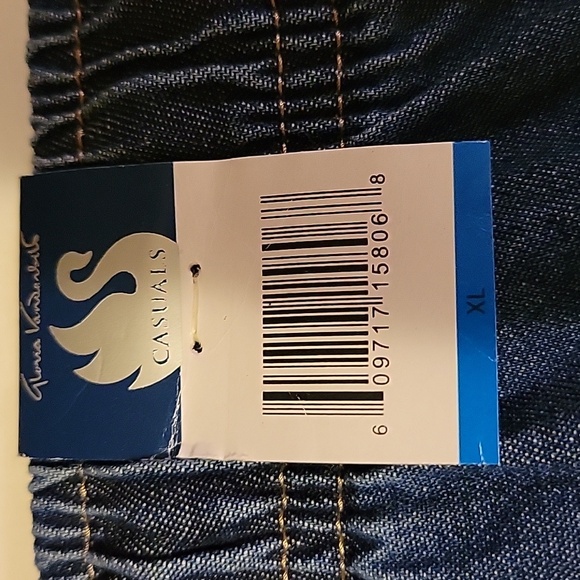 Gloria Vanderbilt
CASUALS
6 09717 15806 8
XL